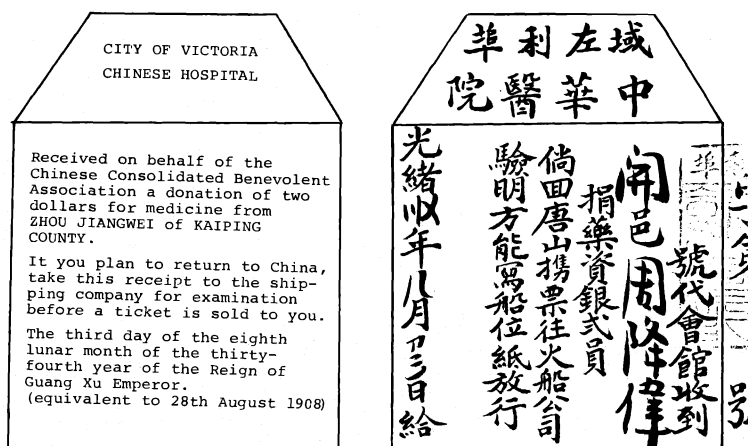 CITY OF VICTORIA
CHINESE HOSPITAL
Received on behalf of the
Chinese Consolidated Benevolent
Association a donation of two
dollars for medicine from
ZHOU JIANGWEI of KAIPING
COUNTY.
It you plan to return to China,
take this receipt to the ship-
ping company for examination
before a ticket is sold to you.
The third day of the eighth
lunar month of the thirty-
fourth year of the Reign of
Guang Xu Emperor.
(equivalent to 28th August 1908)
域左利埠
中華醫院
號代會館收到
開邑周降偉
捐藥資銀弍員
倘回唐山携票往火船公司
驗明方能寫船位紙放行
光緒年八月日給